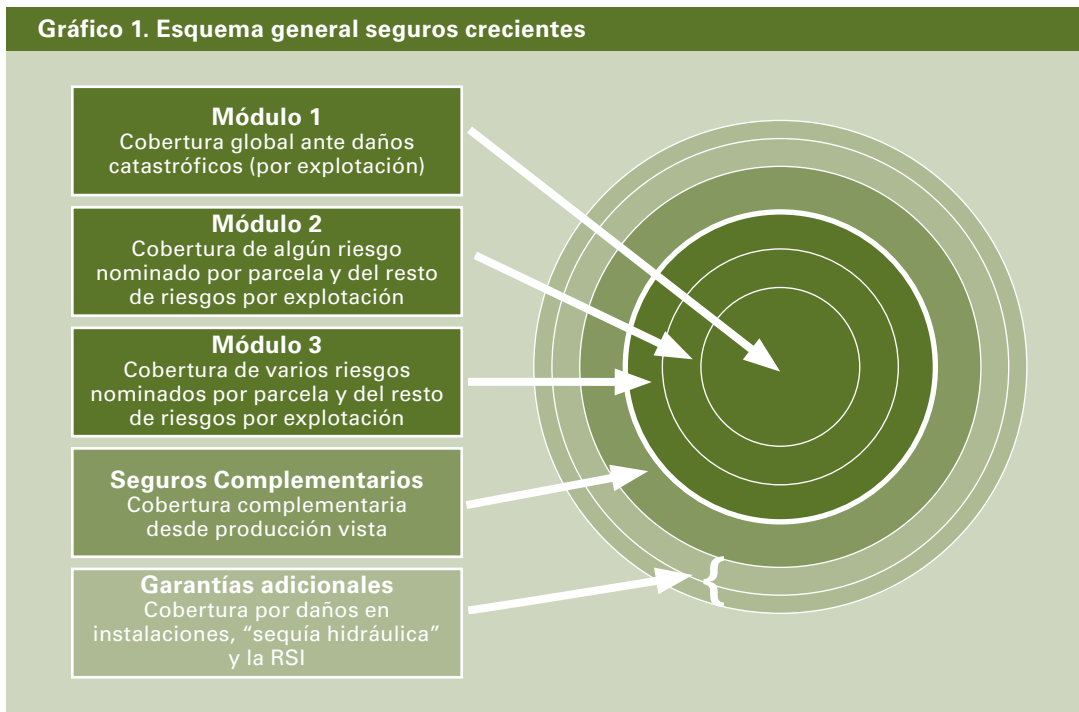 Gráfico 1. Esquema general seguros crecientes
Módulo 1
Cobertura global ante daños
catastróficos (por explotación)
Módulo 2
Cobertura de algún riesgo
nominado por parcela y del resto
de riesgos por explotación
Módulo 3
Cobertura de varios riesgos
nominados por parcela y del resto
de riesgos por explotación
Seguros Complementarios
Cobertura complementaria
desde producción vista
Garantías adicionales
Cobertura por daños en
instalaciones, “sequía hidráulica”
y la RSI